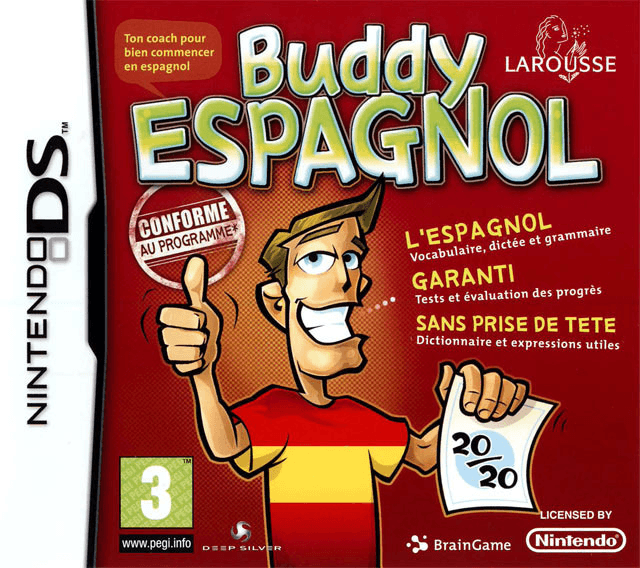 Ton coach pour
bien commencer
en espagnol
Buddy
ESPAGNOL
LAROUSSE
NINTENDO DS™
CONFORME
AU PROGRAMME*
L'ESPAGNOL
Vocabulaire, dictée et grammaire
GARANTI
Tests et évaluation des progrès
SANS PRISE DE TETE
Dictionnaire et expressions utiles
20/20
3
www.pegi.info
DEEP SILVER
BrainGame
LICENSED BY
Nintendo